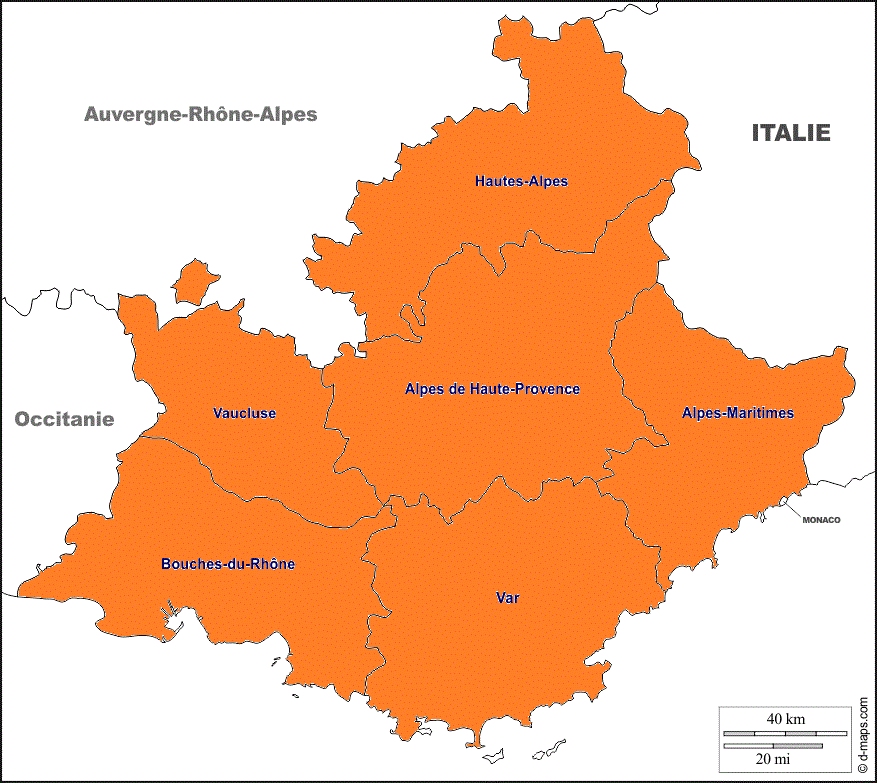 Auvergne-Rhône-Alpes
ITALIE
Hautes-Alpes
Alpes de Haute-Provence
Occitanie
Vaucluse
Alpes-Maritimes
MONACO
Bouches-du-Rhône
Var
40 km
20 mi
© d-maps.com